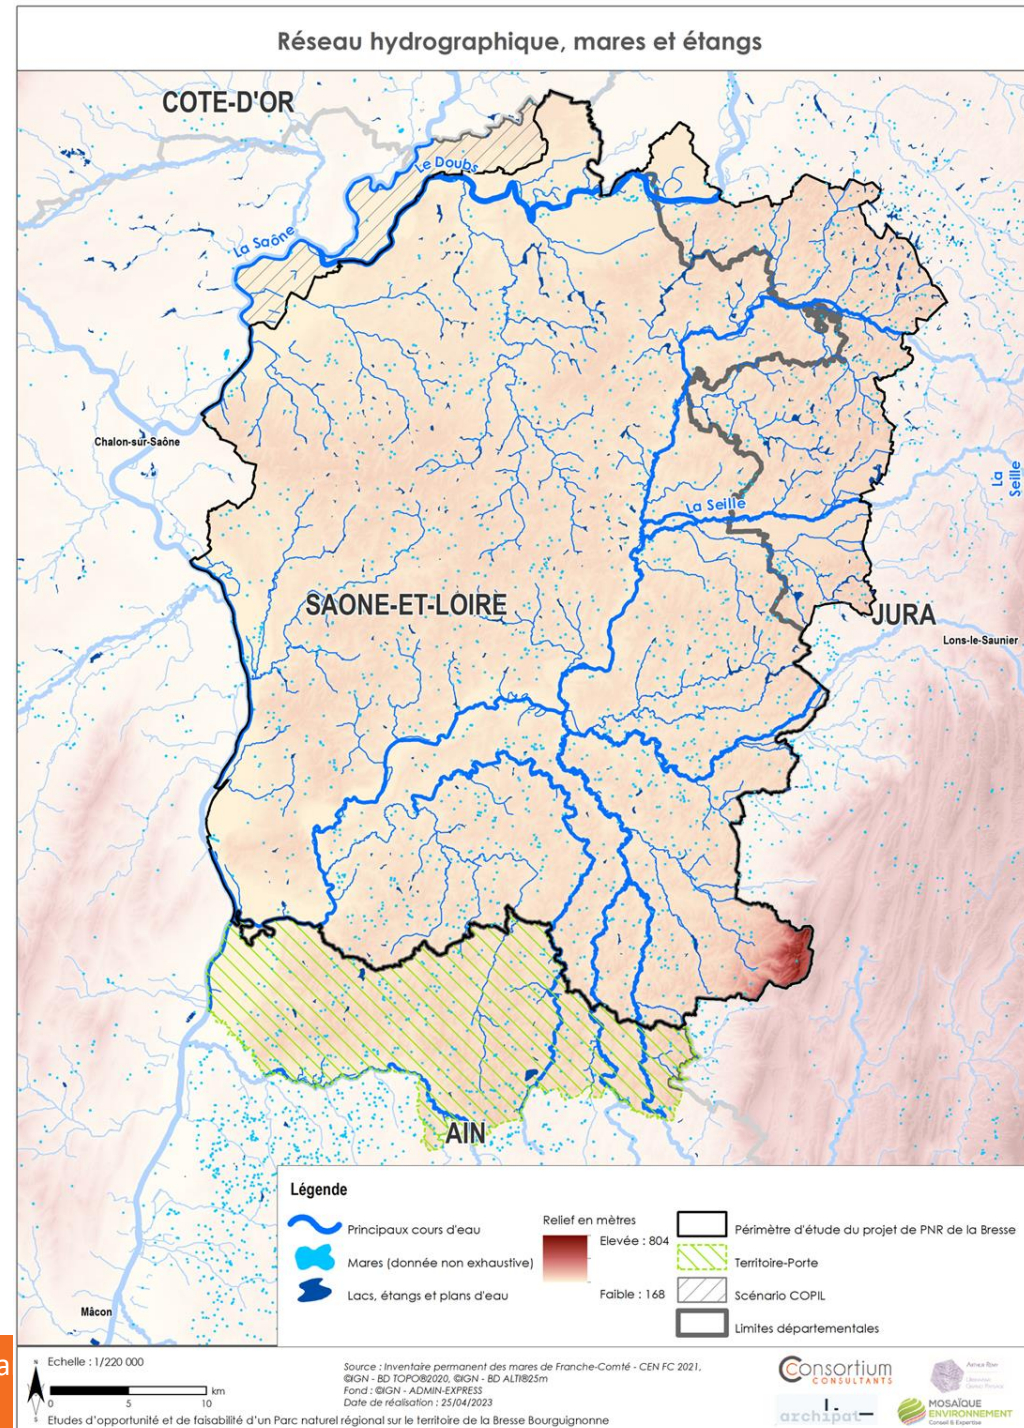 Réseau hydrographique, mares et étangs
COTE-D'OR
Le Doubs
La Saône
Chalon-sur-Saône
La
Seille
La Seille
SAONE-ET-LOIRE
JURA
Lons-le-Saunier
AIN
Mâcon
Légende
Principaux cours d'eau
Mares (donnée non exhaustive)
Lacs, étangs et plans d'eau
Relief en mètres
Elevée : 804
Faible : 168
Périmètre d'étude du projet de PNR de la Bresse
Territoire-Porte
Scénario COPIL
Limites départementales
a
N
Echelle : 1/220 000
0 5 10 km
Source : Inventaire permanent des mares de Franche-Comté - CEN FC 2021,
©IGN - BD TOPO®2020, ©IGN - BD ALTI®25m
Fond : ©IGN - ADMIN-EXPRESS
Date de réalisation : 25/04/2023
Etudes d'opportunité et de faisabilité d'un Parc naturel régional sur le territoire de la Bresse Bourguignonne
Consortium
CONSULTANTS
archipat
MOSAÏQUE
ENVIRONNEMENT
Conseil & Expertise